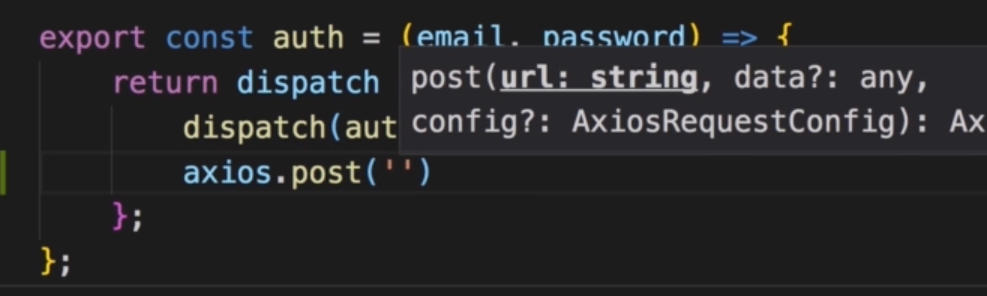 export const auth = (email, password) => {
return dispatch
post(url: string, data?: any,
dispatch(aut
config?: AxiosRequestConfig): Ax
axios.post('')
};
};